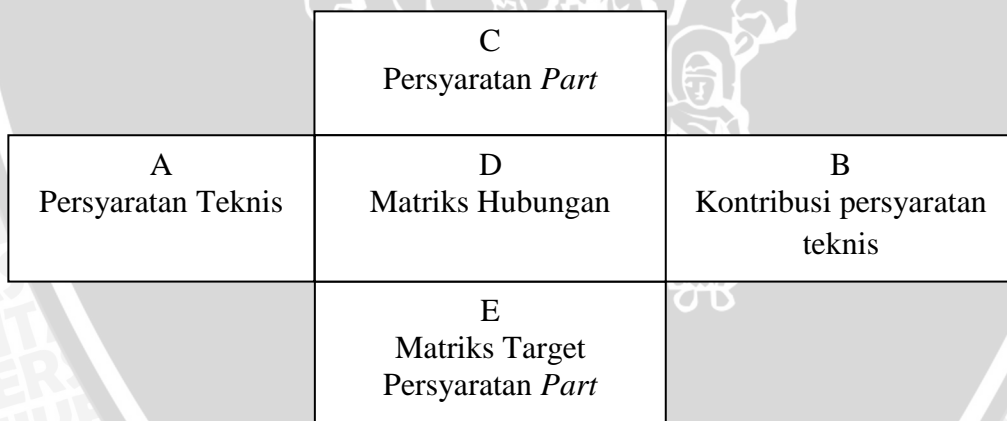 C
Persyaratan Part
A
Persyaratan Teknis
D
Matriks Hubungan
B
Kontribusi persyaratan
teknis
E
Matriks Target
Persyaratan Part